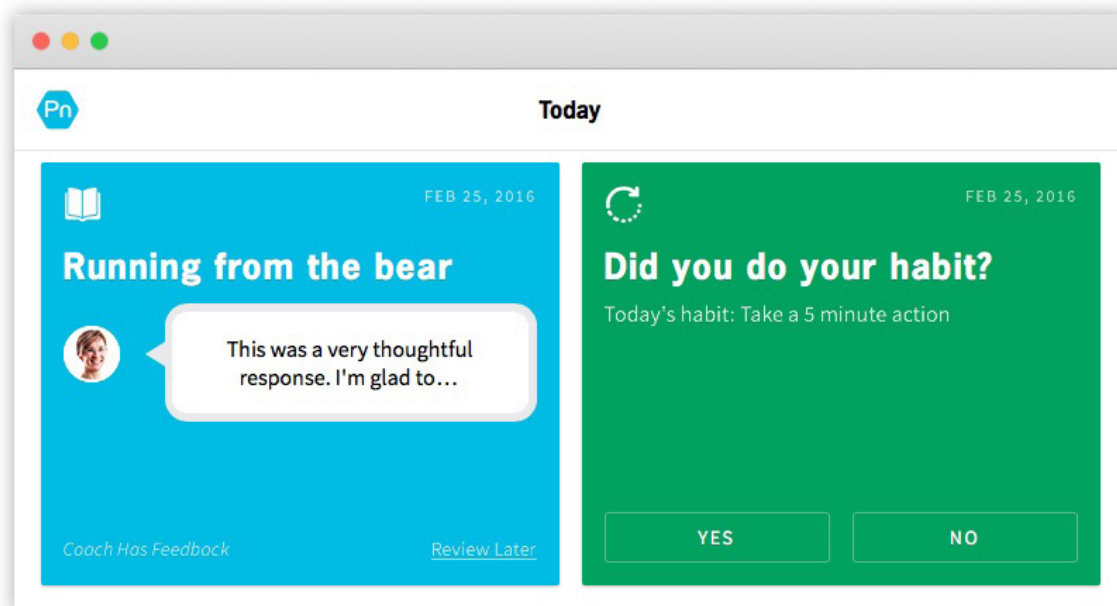 Pn
Today
FEB 25, 2016
Running from the bear
This was a very thoughtful
response. I'm glad to...
Coach Has Feedback
Review Later
FEB 25, 2016
Did you do your habit?
Today's habit: Take a 5 minute action
YES
NO